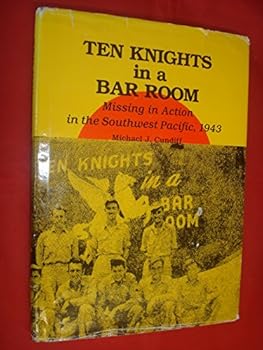 TEN KNIGHTS
in a
BAR ROOM
Missing in Action
in the Southwest Pacific, 1943
Michael J. Cundiff
TEN KNIGHTS
in a
BAR
ROOM